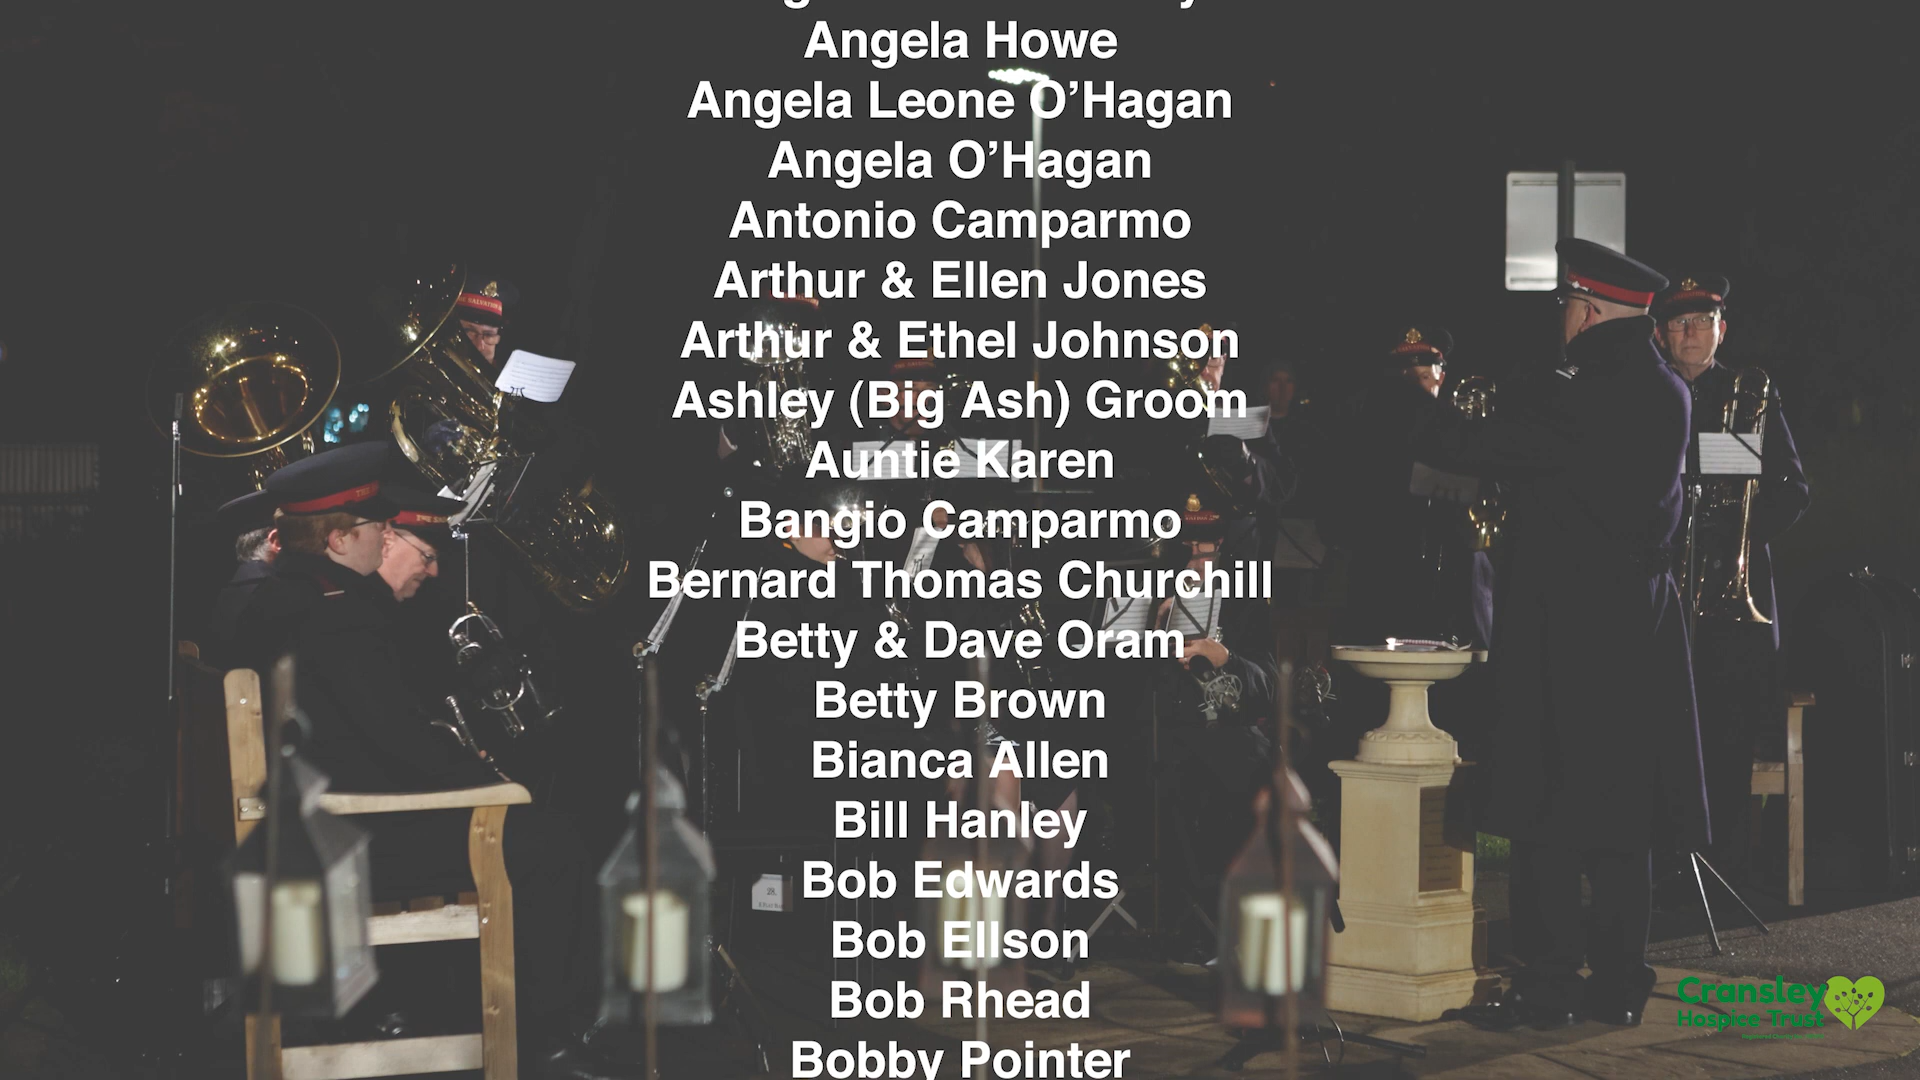 Angela Howe
Angela Leone O’Hagan
Angela O’Hagan
Antonio Camparmo
Arthur & Ellen Jones
Arthur & Ethel Johnson
Ashley (Big Ash) Groom
Auntie Karen
Bangio Camparmo
Bernard Thomas Churchill
Betty & Dave Oram
Betty Brown
Bianca Allen
Bill Hanley
Bob Edwards
Bob Ellson
Bob Rhead
Bobby Pointer
Cransley
Hospice Trust
28.